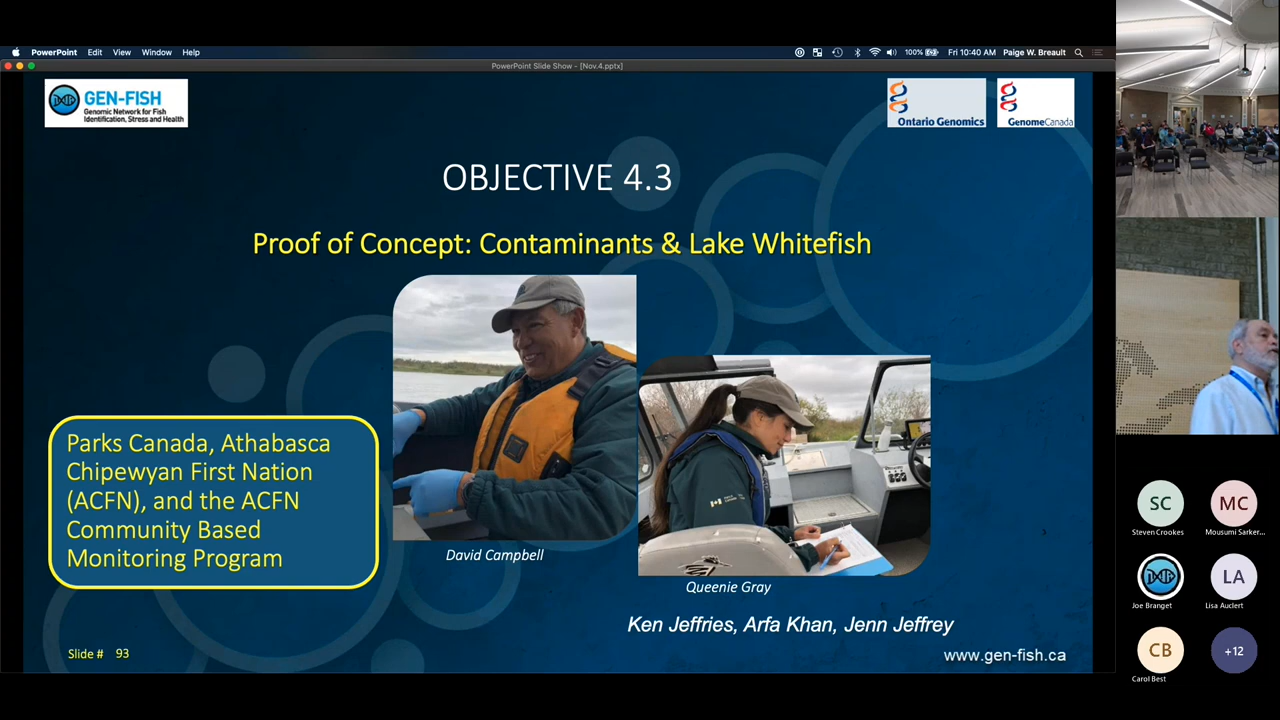 PowerPoint Edit View Window Help
100% Fri 10:40 AM Paige W. Breault
PowerPoint Slide Show - [Nov.4.pptx]
GEN-FISH
Genomic Network for Fish
Identification, Stress and Health
Ontario Genomics
GenomeCanada
OBJECTIVE 4.3
Proof of Concept: Contaminants & Lake Whitefish
Parks Canada, Athabasca
Chipewyan First Nation
(ACFN), and the ACFN
Community Based
Monitoring Program
David Campbell
Queenie Gray
Ken Jeffries, Arfa Khan, Jenn Jeffrey
Slide # 93
www.gen-fish.ca
SC
Steven Crookes
MC
Mousumi Sarker...
Joe Branget
LA
Lisa Auclert
CB
Carol Best
+12